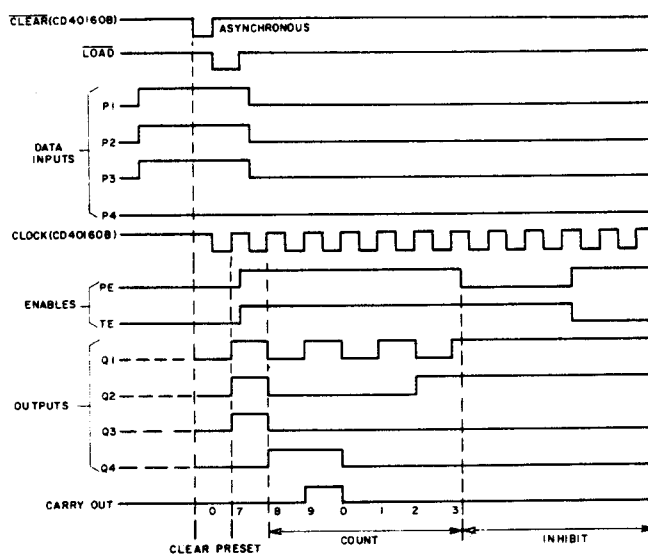 CLEAR(CD40160B)
ASYNCHRONOUS
LOAD
P1
P2
P3
P4
DATA
INPUTS
CLOCK(CD40160B)
PE
TE
ENABLES
Q1
Q2
Q3
Q4
OUTPUTS
CARRY OUT
0 7 8 9 0 1 2 3
CLEAR PRESET
COUNT
INHIBIT